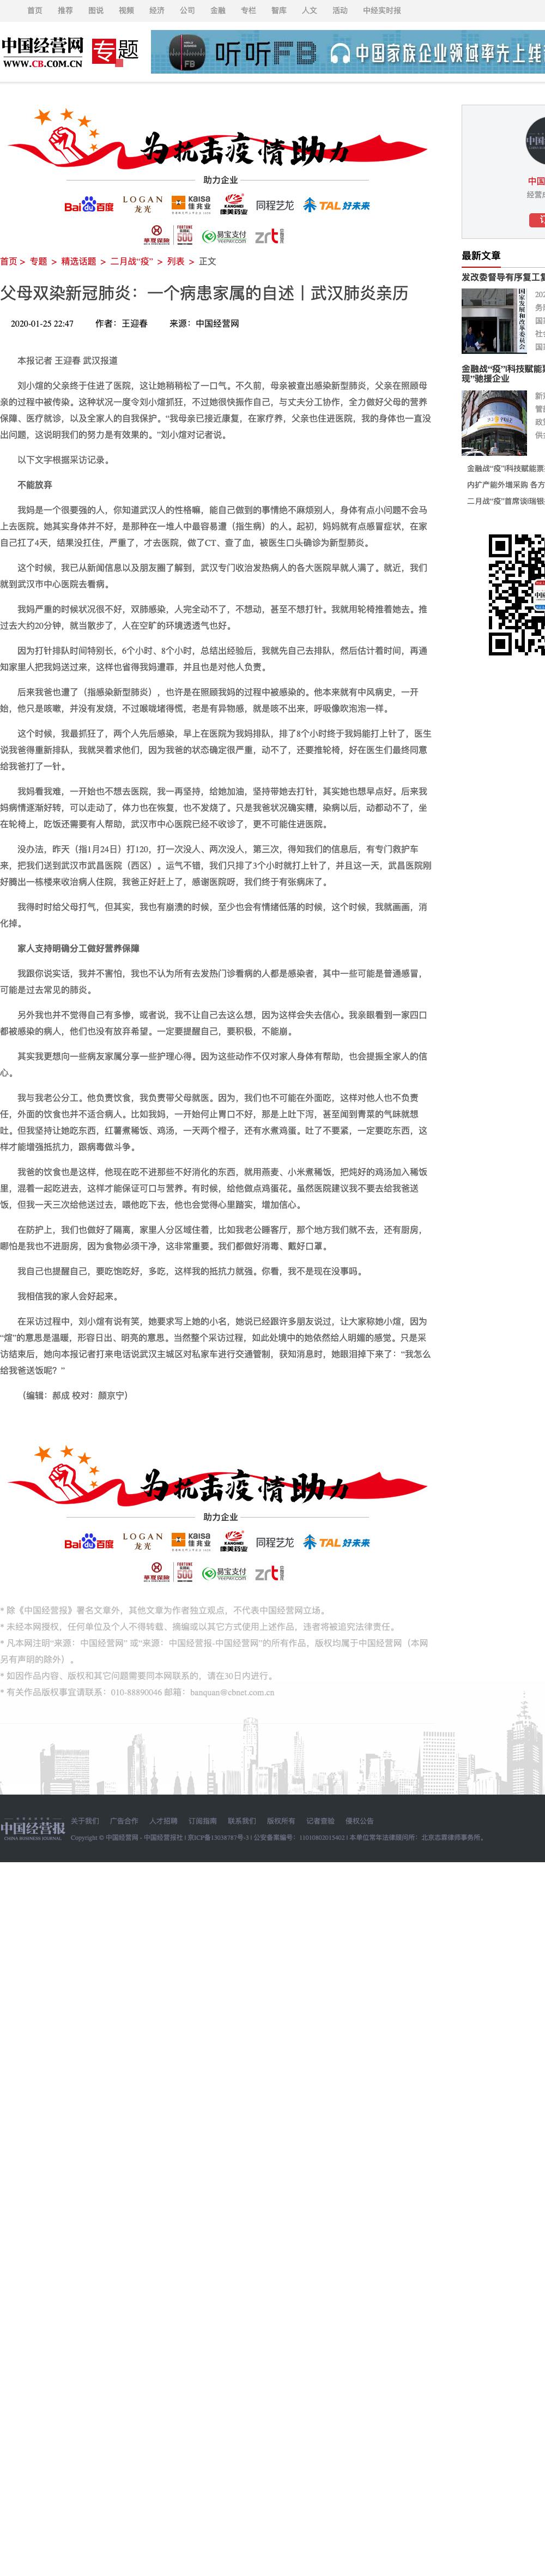 首页 推荐 图说 视频 经济 公司 金融 专栏 智库 人文 活动 中经实时报
中国经营网 专题
WWW.CB.COM.CN
听听FB 中国家族企业领域率先上线
FB
为抗击疫情助力
助力企业
Bai百度 LOGAN 龙光 kaisa 佳兆业 康美药业 同程艺龙 TAL好未来
易宝支付 zrt
首页 > 专题 > 精选话题 > 二月战“疫” > 列表 > 正文
父母双染新冠肺炎：一个病患家属的自述丨武汉肺炎亲历
2020-01-25 22:47 作者：王迎春 来源：中国经营网
本报记者 王迎春 武汉报道
刘小煊的父亲终于住进了医院，这让她稍稍松了一口气。不久前，母亲被查出感染新型肺炎，父亲在照顾母
亲的过程中被传染。这种状况一度令刘小煊抓狂，不过她很快振作自己，与丈夫分工协作，全力做好父母的营养
保障、医疗就诊，以及全家人的自我保护。“我母亲已接近康复，在家疗养，父亲也住进医院，我的身体也一直没
出问题，这说明我们的努力是有效果的。”刘小煊对记者说。
以下文字根据采访记录。
不能放弃
我妈是一个很要强的人，你知道武汉人的性格嘛，能自己做到的事情绝不麻烦别人，身体有点小问题不会马
上去医院。她其实身体并不好，是那种在一堆人中最容易遭（指生病）的人。起初，妈妈就有点感冒症状，在家
自己扛了4天，结果没扛住，严重了，才去医院，做了CT、查了血，被医生口头确诊为新型肺炎。
这个时候，我已从新闻信息以及朋友圈了解到，武汉专门收治发热病人的各大医院早就人满了。就近，我们
就到武汉市中心医院去看病。
我妈严重的时候状况很不好，双肺感染，人完全动不了，不想动，甚至不想打针。我就用轮椅推着她去。推
过去大约20分钟，就当散步了，人在空旷的环境透透气也好。
因为打针排队时间特别长，6个小时、8个小时，总结出经验后，我就先自己去排队，然后估计着时间，再通
知家里人把我妈送过来，这样也省得我妈遭罪，并且也是对他人负责。
后来我爸也遭了（指感染新型肺炎），也许是在照顾我妈的过程中被感染的。他本来就有中风病史，一开
始，他只是咳嗽，并没有发烧，不过喉咙堵得慌，老是有异物感，就是咳不出来，呼吸像吹泡泡一样。
这个时候，我最抓狂了，两个人先后感染，早上在医院为我妈排队，排了8个小时终于我妈能打上针了，医生
说我爸得重新排队，我就哭着求他们，因为我爸的状态确定很严重，动不了，还要推轮椅，好在医生们最终同意
给我爸打了一针。
我妈看我难，一开始也不想去医院，我一再坚持，给她加油，坚持带她去打针，其实她也想早点好。后来我
妈病情逐渐好转，可以走动了，体力也在恢复，也不发烧了。只是我爸状况确实糟，染病以后，动都动不了，坐
在轮椅上，吃饭还需要有人帮助，武汉市中心医院已经不收诊了，更不可能住进医院。
没办法，昨天（指1月24日）打120，打一次没人、两次没人，第三次，得知我们的信息后，有专门救护车
来，把我们送到武汉市武昌医院（西区）。运气不错，我们只排了3个小时就打上针了，并且这一天，武昌医院刚
好腾出一栋楼来收治病人住院，我爸正好赶上了，感谢医院呀，我们终于有张病床了。
我得时时给父母打气，但其实，我也有崩溃的时候，至少也会有情绪低落的时候，这个时候，我就画画，消
化掉。
家人支持明确分工做好营养保障
我跟你说实话，我并不害怕，我也不认为所有去发热门诊看病的人都是感染者，其中一些可能是普通感冒，
可能是过去常见的肺炎。
另外我也并不觉得自己有多惨，或者说，我不让自己去这么想，因为这样会失去信心。我亲眼看到一家四口
都被感染的病人，他们也没有放弃希望。一定要提醒自己，要积极，不能崩。
其实我更想向一些病友家属分享一些护理心得。因为这些动作不仅对家人身体有帮助，也会提振全家人的信
心。
我与我老公分工。他负责饮食，我负责带父母就医。因为，我们也不可能在外面吃，这样对他人也不负责
任，外面的饮食也并不适合病人。比如我妈，一开始何止胃口不好，那是上吐下泻，甚至闻到青菜的气味就想
吐。但我坚持让她吃东西，红薯煮稀饭、鸡汤，一天两个橙子，还有水煮鸡蛋。吐了不要紧，一定要吃东西，这
样才能增强抵抗力，跟病毒做斗争。
我爸的饮食也是这样，他现在吃不进那些不好消化的东西，就用燕麦、小米煮稀饭，把炖好的鸡汤加入稀饭
里，混着一起吃进去，这样才能保证可口与营养。有时候，给他做点鸡蛋花。虽然医院建议我不要去给我爸送
饭，但我一天三次给他送过去，喂他吃下去，他也会觉得心里踏实，增加信心。
在防护上，我们也做好了隔离，家里人分区域住着，比如我老公睡客厅，那个地方我们就不去，还有厨房，
哪怕是我也不进厨房，因为食物必须干净，这非常重要。我们都做好消毒、戴好口罩。
我自己也提醒自己，要吃饱吃好，多吃，这样我的抵抗力就强。你看，我不是现在没事吗。
我相信我的家人会好起来。
在采访过程中，刘小煊有说有笑，她要求写上她的小名，她说已经跟许多朋友说过，让大家称她小煊，因为
“煊”的意思是温暖，形容日出、明亮的意思。当然整个采访过程，如此处境中的她依然给人明媚的感觉。只是采
访结束后，她向本报记者打来电话说武汉主城区对私家车进行交通管制，获知消息时，她眼泪掉下来了：“我怎么
给我爸送饭呢？”
（编辑：郝成 校对：颜京宁）
为抗击疫情助力
助力企业
Bai百度 LOGAN 龙光 kaisa 佳兆业 康美药业 同程艺龙 TAL好未来
易宝支付 zrt
* 除《中国经营报》署名文章外，其他文章为作者独立观点，不代表中国经营网立场。
* 未经本网授权，任何单位及个人不得转载、摘编或以其它方式使用上述作品，违者将被追究法律责任。
* 凡本网注明“来源：中国经营网” 或“来源：中国经营报-中国经营网”的所有作品，版权均属于中国经营网（本网
另有声明的除外）。
* 如因作品内容、版权和其它问题需要同本网联系的，请在30日内进行。
* 有关作品版权事宜请联系：010-88890046 邮箱：banquan@cbnet.com.cn
中国
经营
最新文章
发改委督导有序复工复
国家发展和改革委员会
202
务院
国
社会
国
金融战“疫”|科技赋能
现”驰援企业
新
管
政
供
金融战“疫”|科技赋能票
内扩产能外增采购 各方
二月战“疫”首席谈|瑞银
中国经营报
CHINA BUSINESS JOURNAL
关于我们 广告合作 人才招聘 订阅指南 联系我们 版权所有 记者查验 侵权公告
Copyright © 中国经营网 - 中国经营报社 | 京ICP备13038787号-3 | 公安备案编号：11010802015402 | 本单位常年法律顾问所：北京志霖律师事务所。